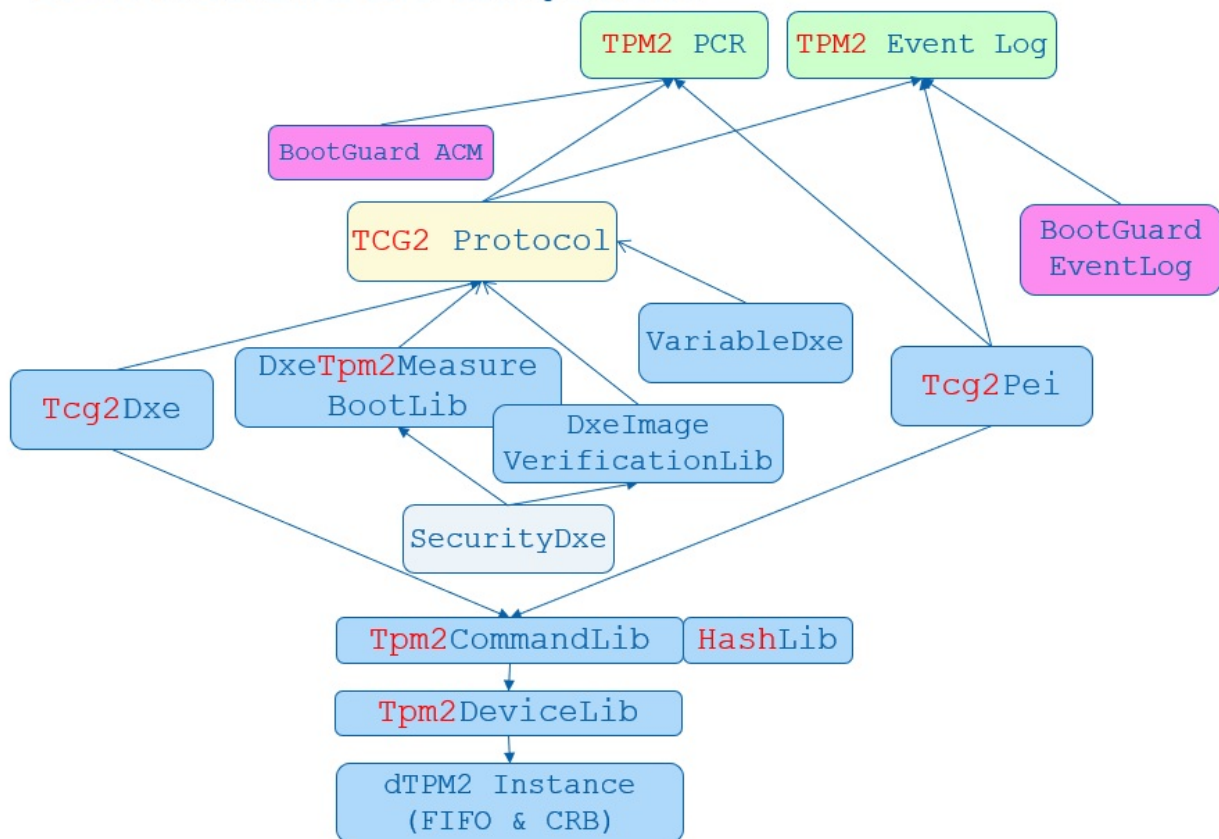 TPM2 PCR
TPM2 Event Log
BootGuard ACM
TCG2 Protocol
BootGuard
EventLog
VariableDxe
DxeTpm2Measure
BootLib
Tcg2Dxe
Tcg2Pei
DxeImage
VerificationLib
SecurityDxe
Tpm2CommandLib
HashLib
Tpm2DeviceLib
dTPM2 Instance
(FIFO & CRB)